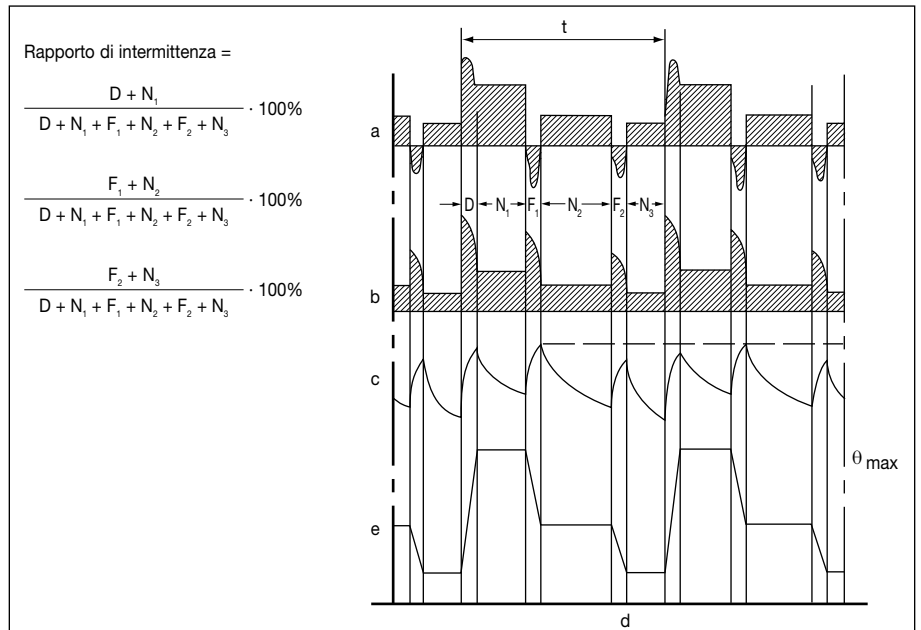 Rapporto di intermittenza =
D + N₁
D + N₁ + F₁ + N₂ + F₂ + N₃
· 100%
F₁ + N₂
D + N₁ + F₁ + N₂ + F₂ + N₃
· 100%
F₂ + N₃
D + N₁ + F₁ + N₂ + F₂ + N₃
· 100%
t
a
D N₁ F₁ N₂ F₂ N₃
b
c
θ max
e
d